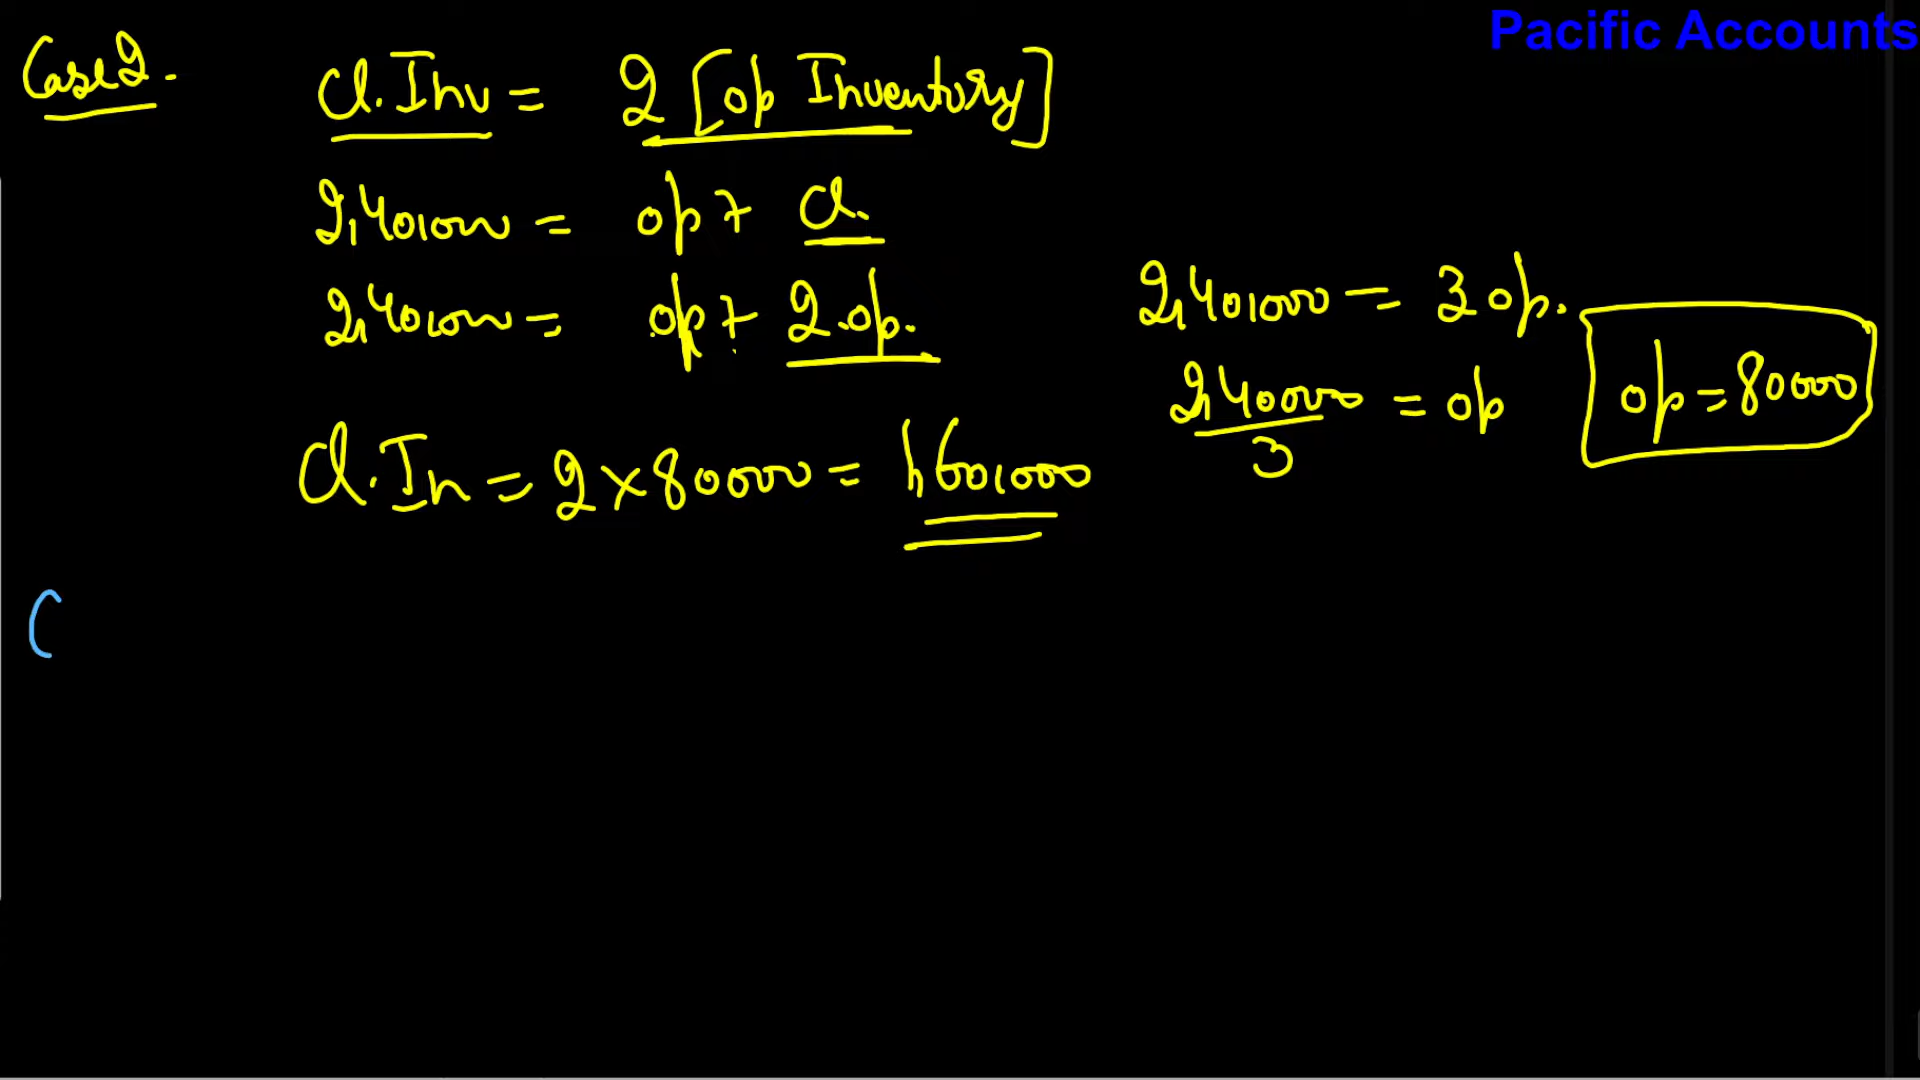 Pacific Accounts
Case 2.
Cl. Inv = 2 [op Inventory]
2,40,000 = op + Cl.
2,40,000 = op + 2.op.
2,40,000 = 3 op.
2,40,000 / 3 = op
op = 80000
Cl. In = 2 × 80000 = 1,60,000
(